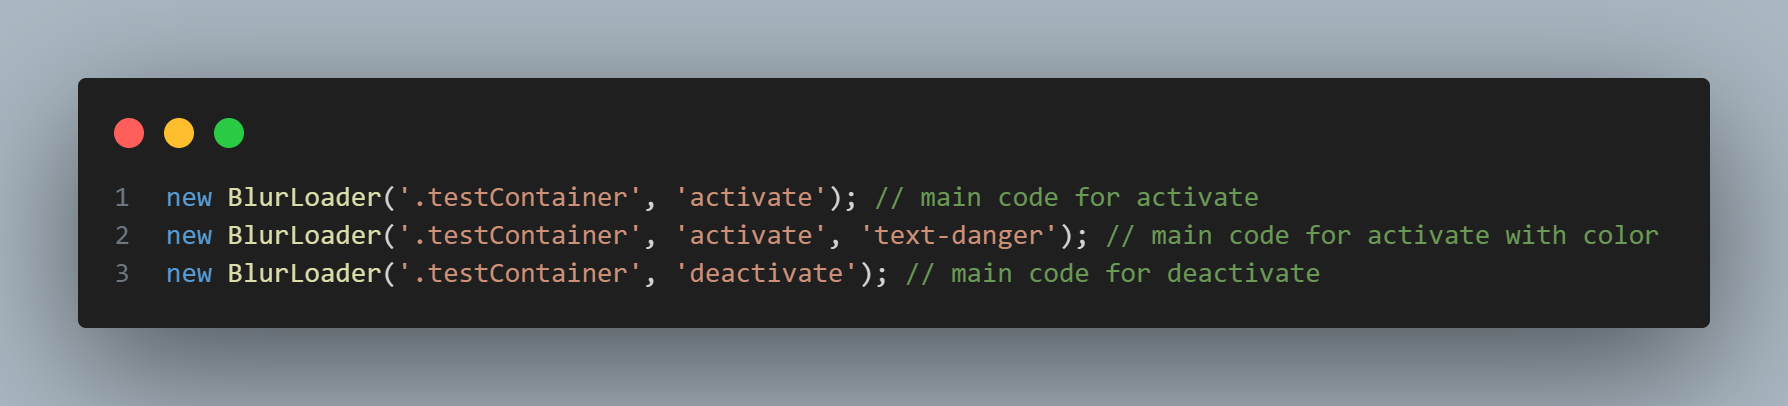 1 new BlurLoader('.testContainer', 'activate'); // main code for activate
2 new BlurLoader('.testContainer', 'activate', 'text-danger'); // main code for activate with color
3 new BlurLoader('.testContainer', 'deactivate'); // main code for deactivate